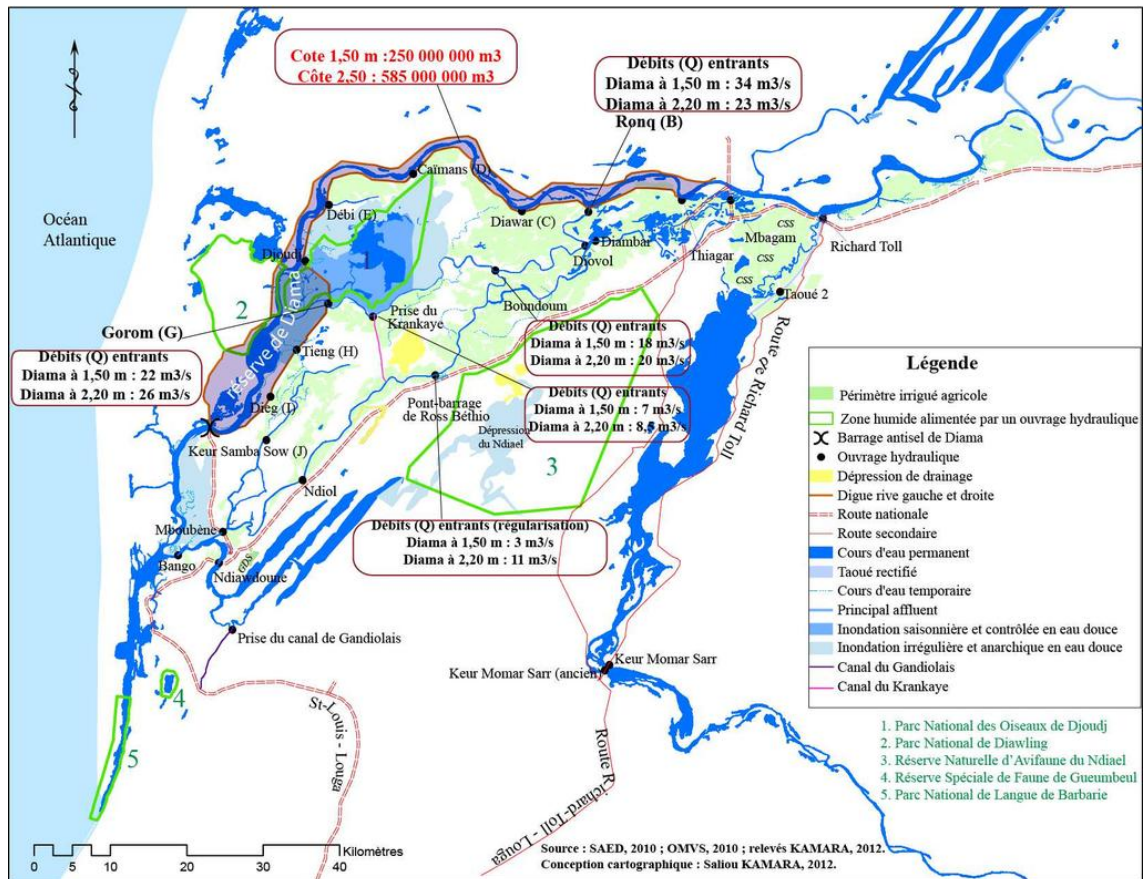 Cote 1,50 m :250 000 000 m3
Côte 2,50 : 585 000 000 m3
Débits (Q) entrants
Diama à 1,50 m : 34 m3/s
Diama à 2,20 m : 23 m3/s
Ronq (B)
Caïmans (D)
Océan
Atlantique
Débi (E)
Diawar (C)
Diambar
Diovol
Thiagar
Mbagam
css
css
css
Richard Toll
Djoudj
1
2
Boundoum
Taoué 2
réserve de Diama
Gorom (G)
Prise du
Krankaye
Débits (Q) entrants
Diama à 1,50 m : 18 m3/s
Diama à 2,20 m : 20 m3/s
Tieng (H)
Débits (Q) entrants
Diama à 1,50 m : 22 m3/s
Diama à 2,20 m : 26 m3/s
Pont-barrage
de Ross Béthio
Débits (Q) entrants
Diama à 1,50 m : 7 m3/s
Diama à 2,20 m : 8,5 m3/s
Dieg (I)
Dépression
du Ndiael
3
Keur Samba Sow (J)
Ndiol
Route de Richard Toll
Débits (Q) entrants (régularisation)
Diama à 1,50 m : 3 m3/s
Diama à 2,20 m : 11 m3/s
Mboubène
Bango
Ndiawdoune
GDS
Prise du canal de Gandiolais
Keur Momar Sarr
Keur Momar Sarr (ancien)
4
5
St-Louis - Louga
Route Richard-Toll - Louga
Légende
Périmètre irrigué agricole
Zone humide alimentée par un ouvrage hydraulique
Barrage antisel de Diama
Ouvrage hydraulique
Dépression de drainage
Digue rive gauche et droite
Route nationale
Route secondaire
Cours d'eau permanent
Taoué rectifié
Cours d'eau temporaire
Principal affluent
Inondation saisonnière et contrôlée en eau douce
Inondation irrégulière et anarchique en eau douce
Canal du Gandiolais
Canal du Krankaye
1. Parc National des Oiseaux de Djoudj
2. Parc National de Diawling
3. Réserve Naturelle d'Avifaune du Ndiael
4. Réserve Spéciale de Faune de Gueumbeul
5. Parc National de Langue de Barbarie
Kilomètres
0 5 10 20 30 40
Source : SAED, 2010 ; OMVS, 2010 ; relevés KAMARA, 2012.
Conception cartographique : Saliou KAMARA, 2012.